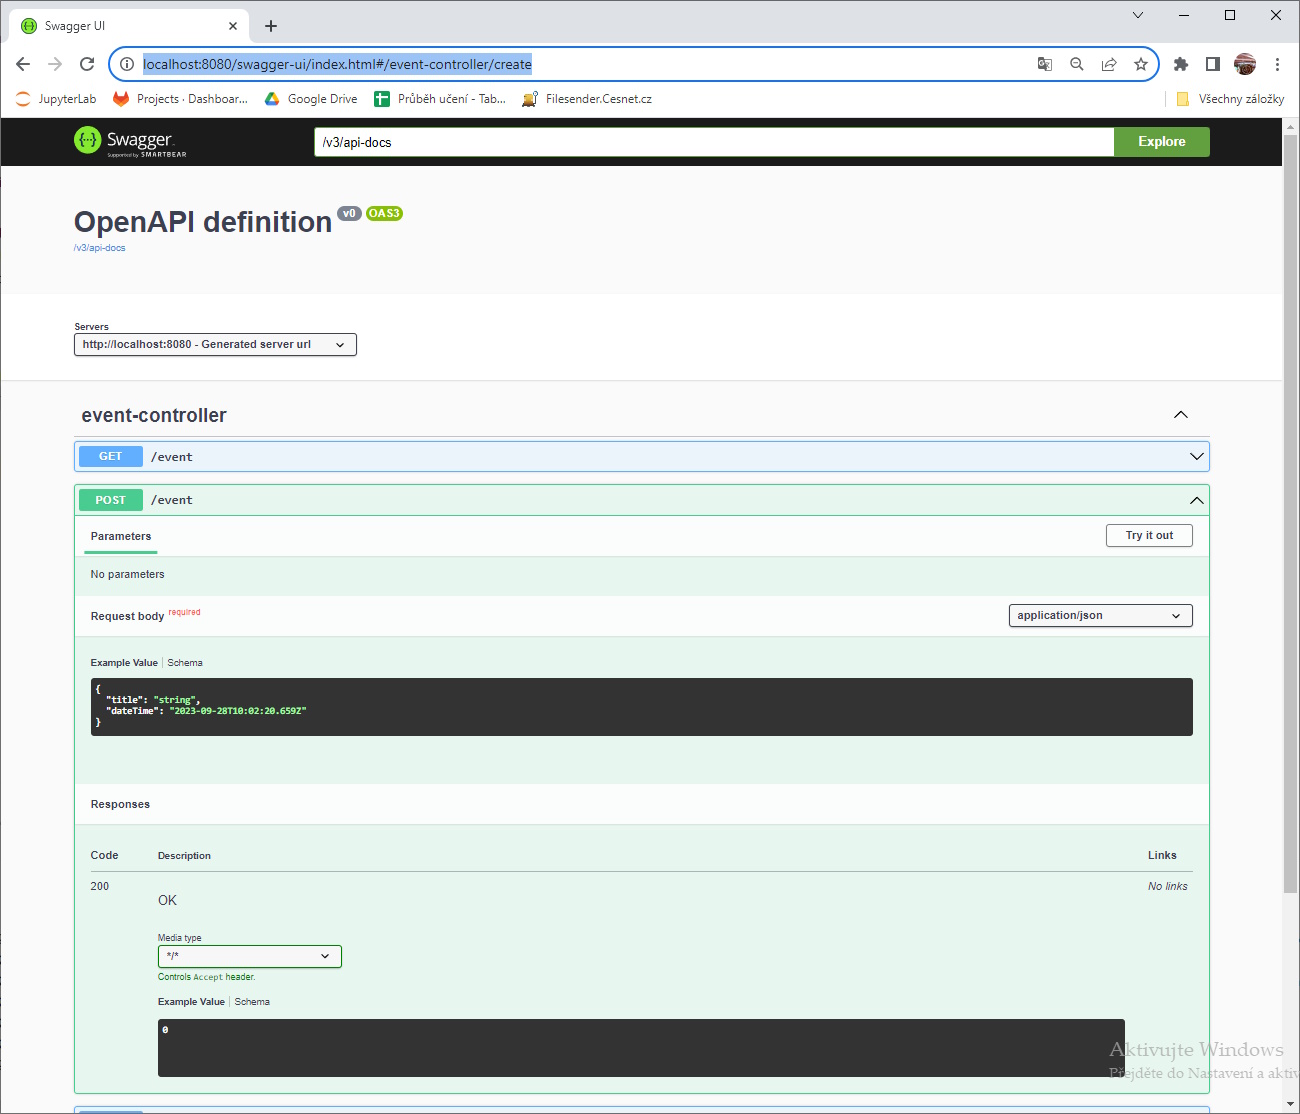 Swagger UI
localhost:8080/swagger-ui/index.html#/event-controller/create
JupyterLab
Projects · Dashboar...
Google Drive
Průběh učení - Tab...
Filesender.Cesnet.cz
Všechny záložky
Swagger
Supported by SMARTBEAR
/v3/api-docs
Explore
OpenAPI definition v0 OAS3
/v3/api-docs
Servers
http://localhost:8080 - Generated server url
event-controller
GET /event
POST /event
Parameters
Try it out
No parameters
Request body required
application/json
Example Value | Schema
{
"title": "string",
"dateTime": "2023-09-28T10:02:20.659Z"
}
Responses
Code Description Links
200 OK No links
Media type
*/*
Controls Accept header.
Example Value | Schema
0
Aktivujte Windows
Přejděte do Nastavení a aktiv